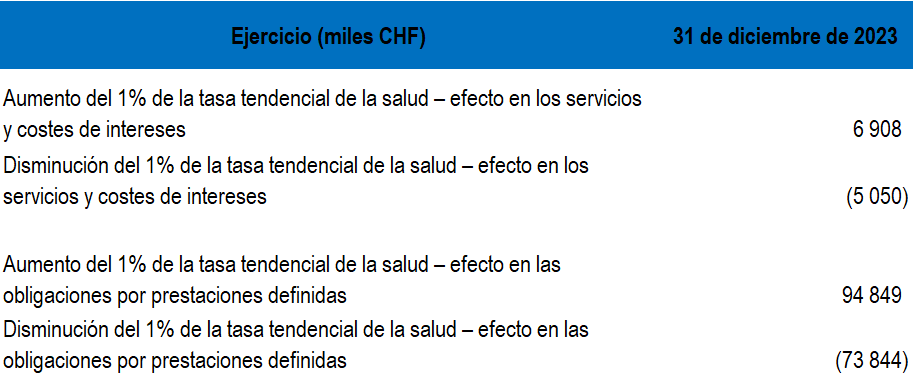 Ejercicio (miles CHF) 31 de diciembre de 2023
Aumento del 1% de la tasa tendencial de la salud – efecto en los servicios
y costes de intereses 6 908
Disminución del 1% de la tasa tendencial de la salud – efecto en los
servicios y costes de intereses (5 050)
Aumento del 1% de la tasa tendencial de la salud – efecto en las
obligaciones por prestaciones definidas 94 849
Disminución del 1% de la tasa tendencial de la salud – efecto en las
obligaciones por prestaciones definidas (73 844)